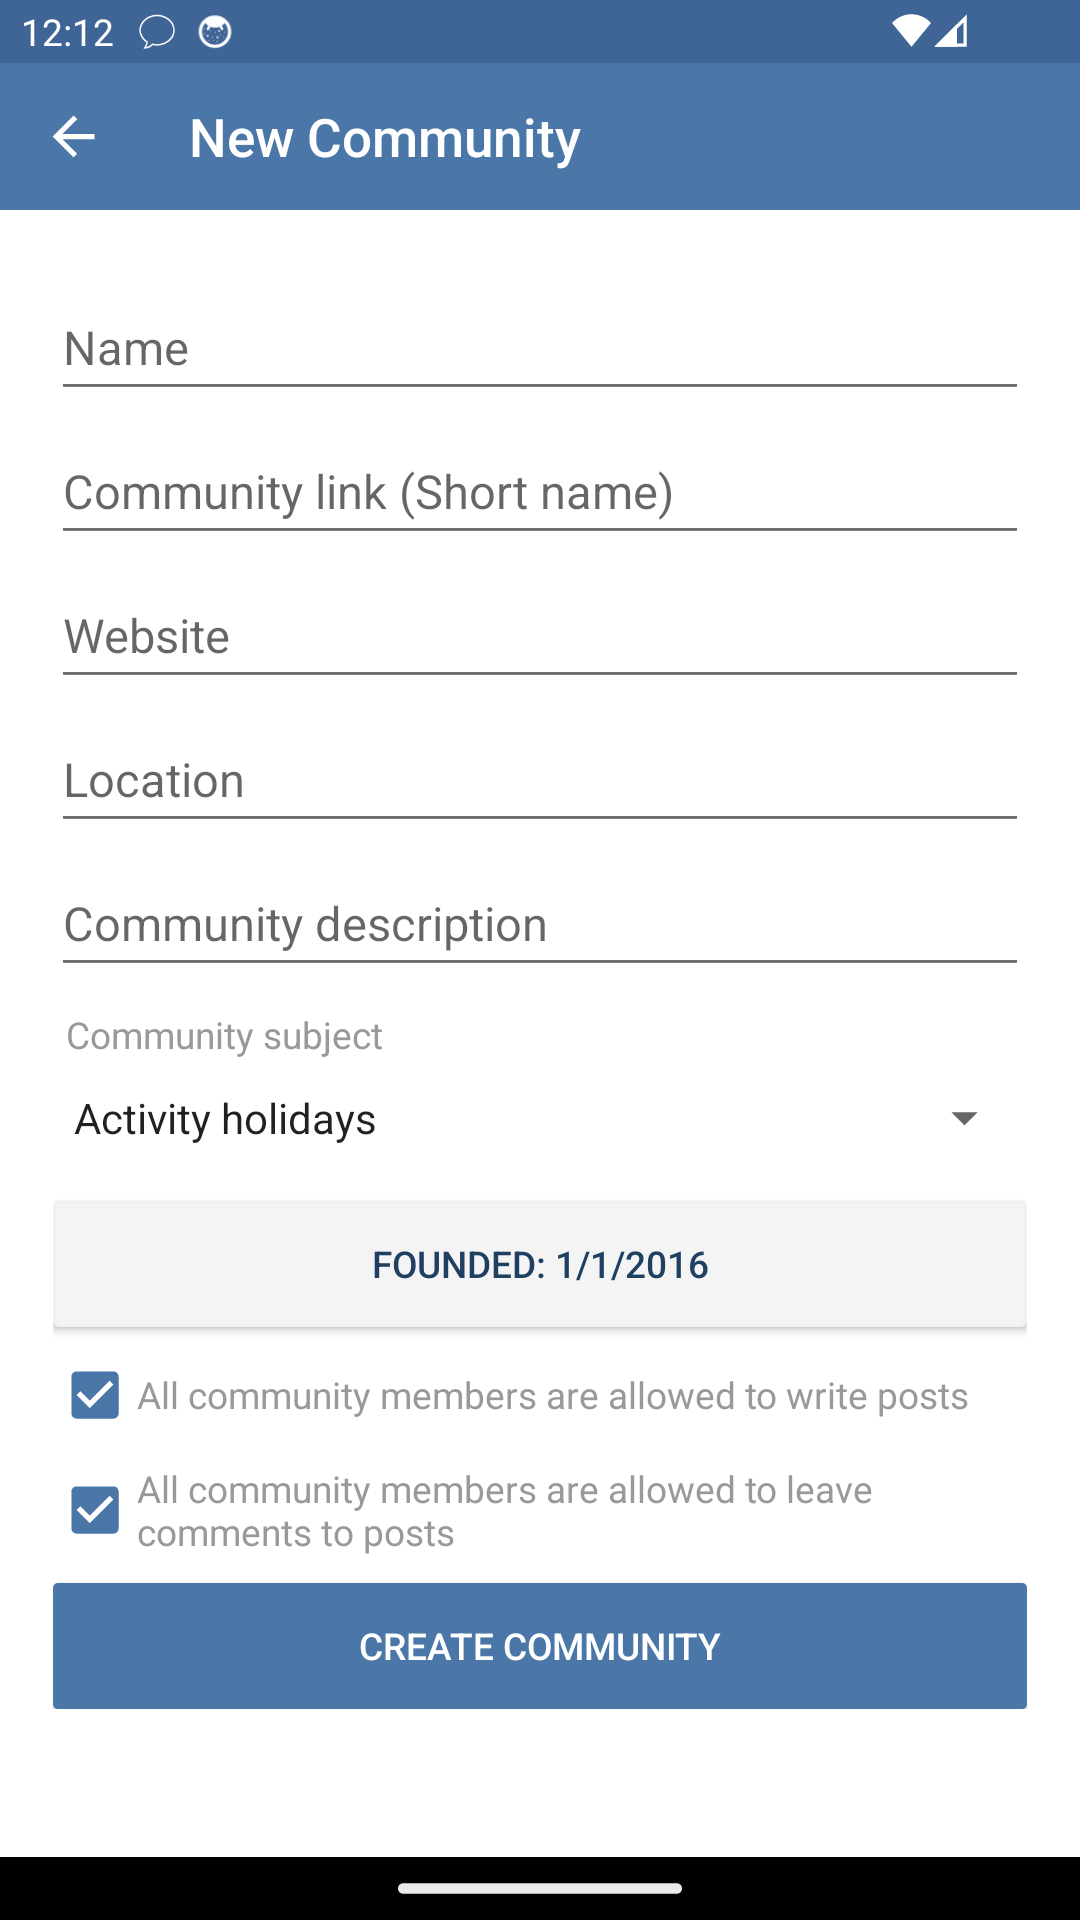 12:12
New Community
Name
Community link (Short name)
Website
Location
Community description
Community subject
Activity holidays
FOUNDED: 1/1/2016
All community members are allowed to write posts
All community members are allowed to leave
comments to posts
CREATE COMMUNITY